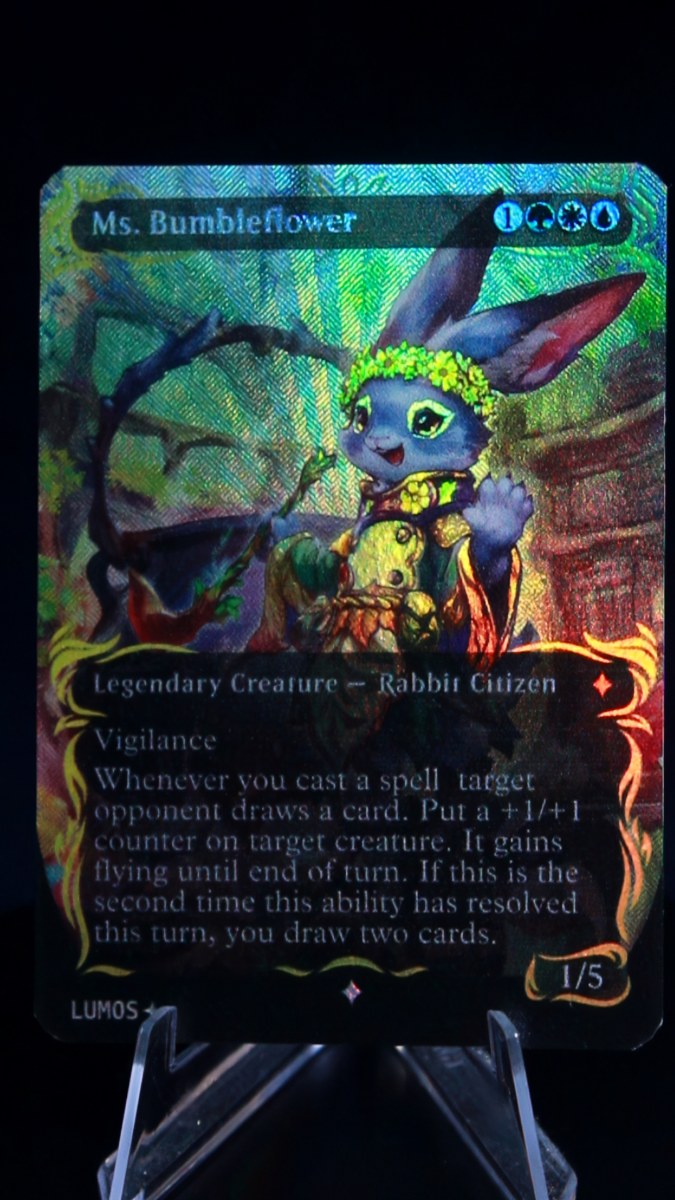 Ms. Bumbleflower 1
Legendary Creature — Rabbit Citizen
Vigilance
Whenever you cast a spell target
opponent draws a card. Put a +1/+1
counter on target creature. It gains
flying until end of turn. If this is the
second time this ability has resolved
this turn, you draw two cards.
1/5
LUMOS